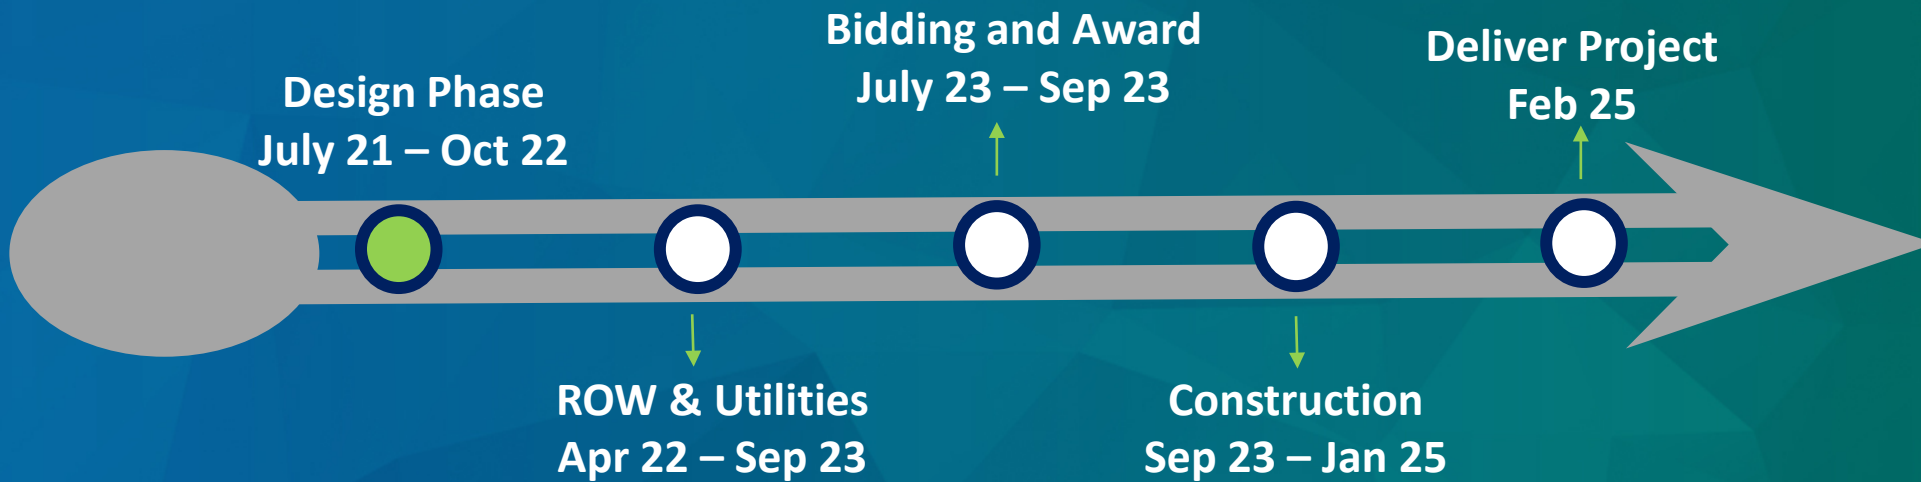 Design Phase
July 21 – Oct 22
ROW & Utilities
Apr 22 – Sep 23
Bidding and Award
July 23 – Sep 23
Construction
Sep 23 – Jan 25
Deliver Project
Feb 25